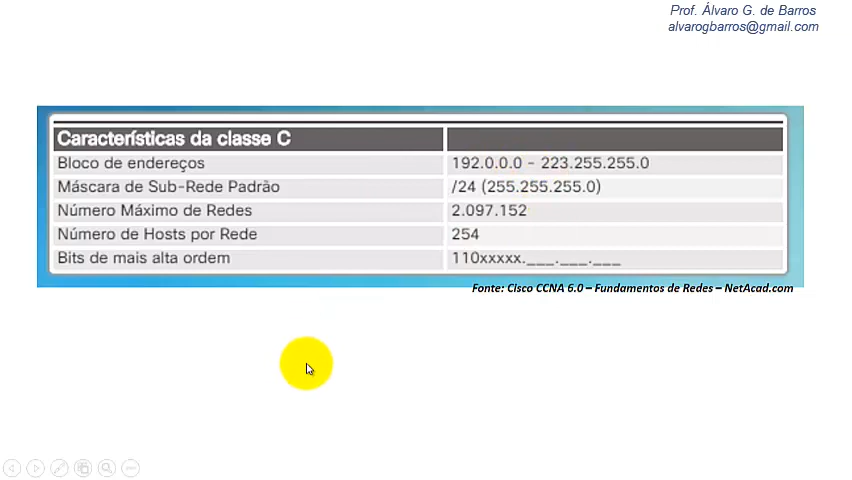 Prof. Álvaro G. de Barros
alvarogbarros@gmail.com
Características da classe C
Bloco de endereços 192.0.0.0 - 223.255.255.0
Máscara de Sub-Rede Padrão /24 (255.255.255.0)
Número Máximo de Redes 2.097.152
Número de Hosts por Rede 254
Bits de mais alta ordem 110xxxxx.___.___.___
Fonte: Cisco CCNA 6.0 – Fundamentos de Redes – NetAcad.com